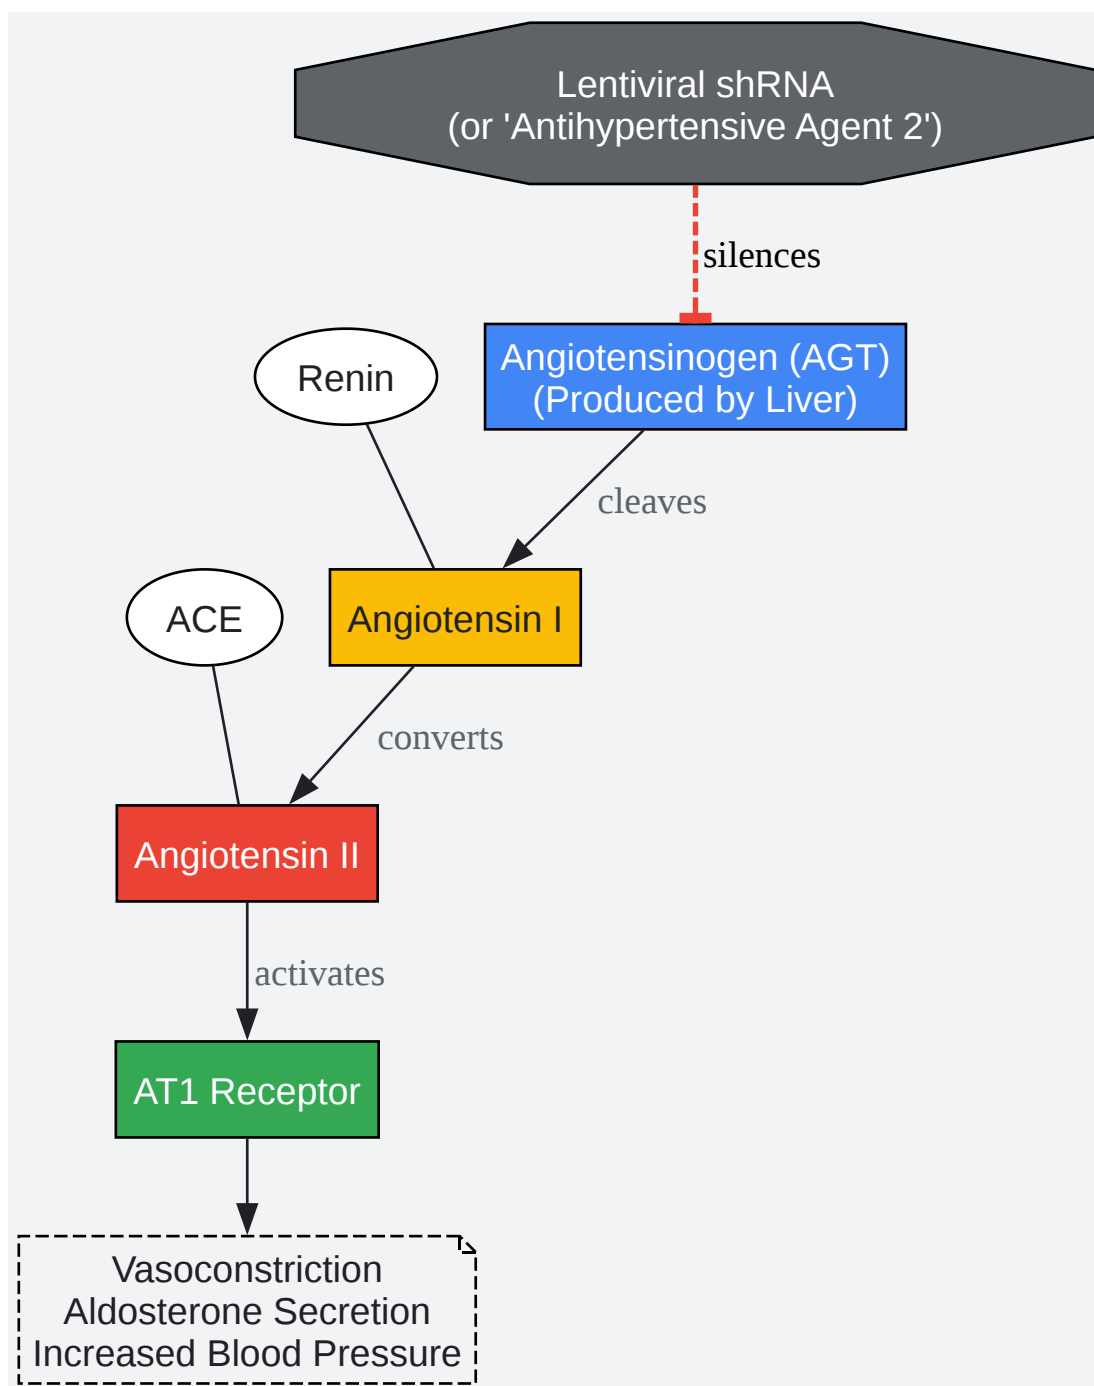 Lentiviral shRNA
(or 'Antihypertensive Agent 2')
silences
Renin
Angiotensinogen (AGT)
(Produced by Liver)
cleaves
ACE
Angiotensin I
converts
Angiotensin II
activates
AT1 Receptor
Vasoconstriction
Aldosterone Secretion
Increased Blood Pressure